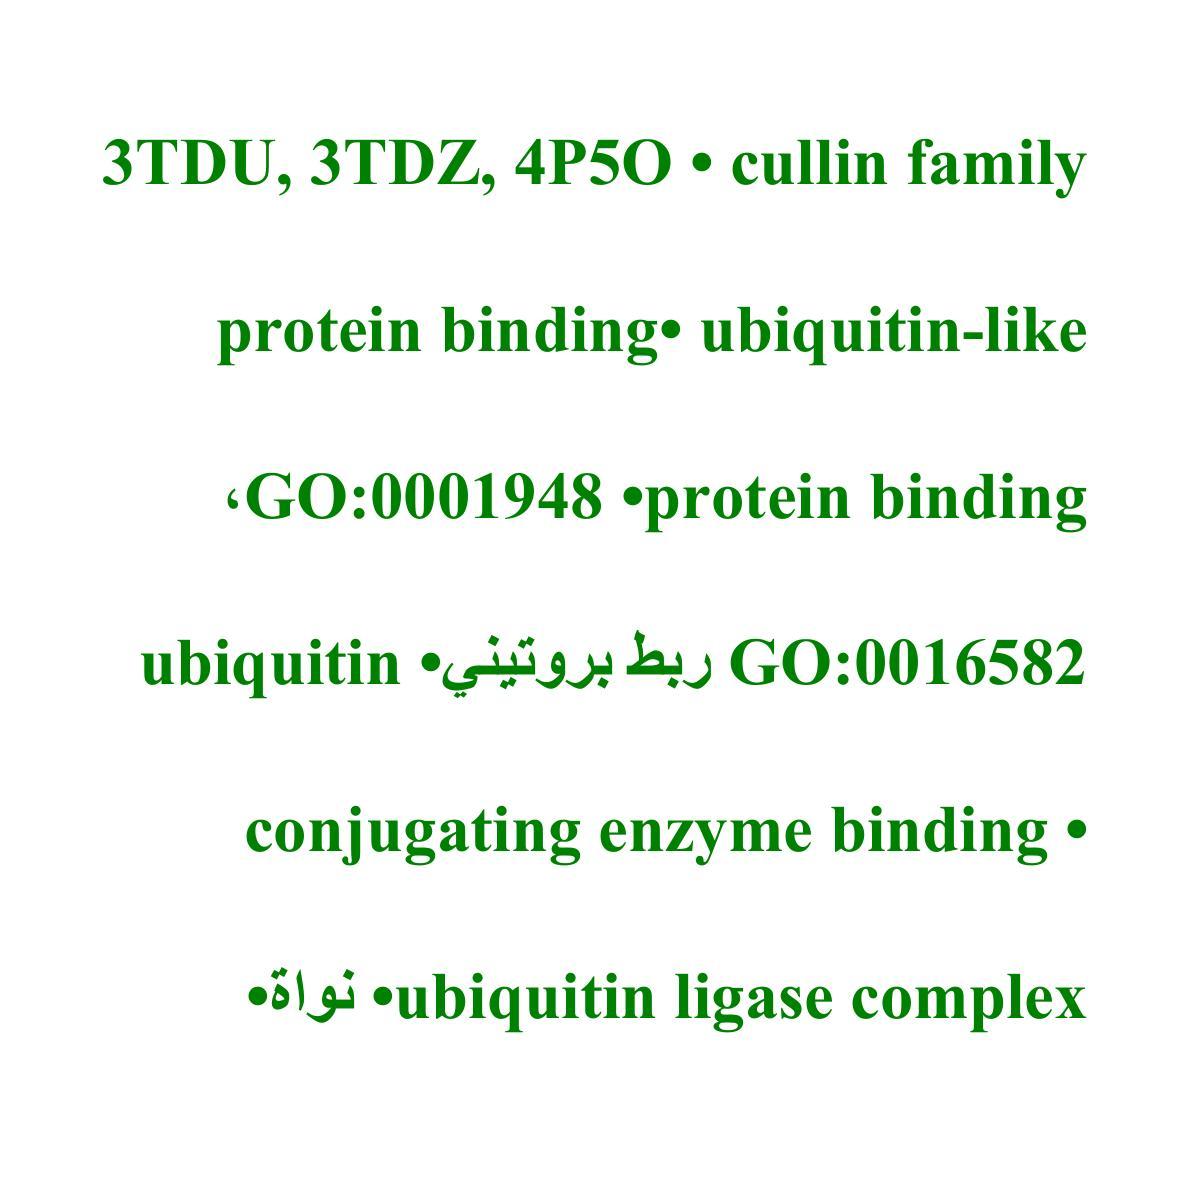 3TDU, 3TDZ, 4P5O • cullin family
protein binding• ubiquitin-like
GO:0001948 •protein binding،
GO:0016582 ربط بروتيني• ubiquitin
conjugating enzyme binding •
ubiquitin ligase complex• نواة•